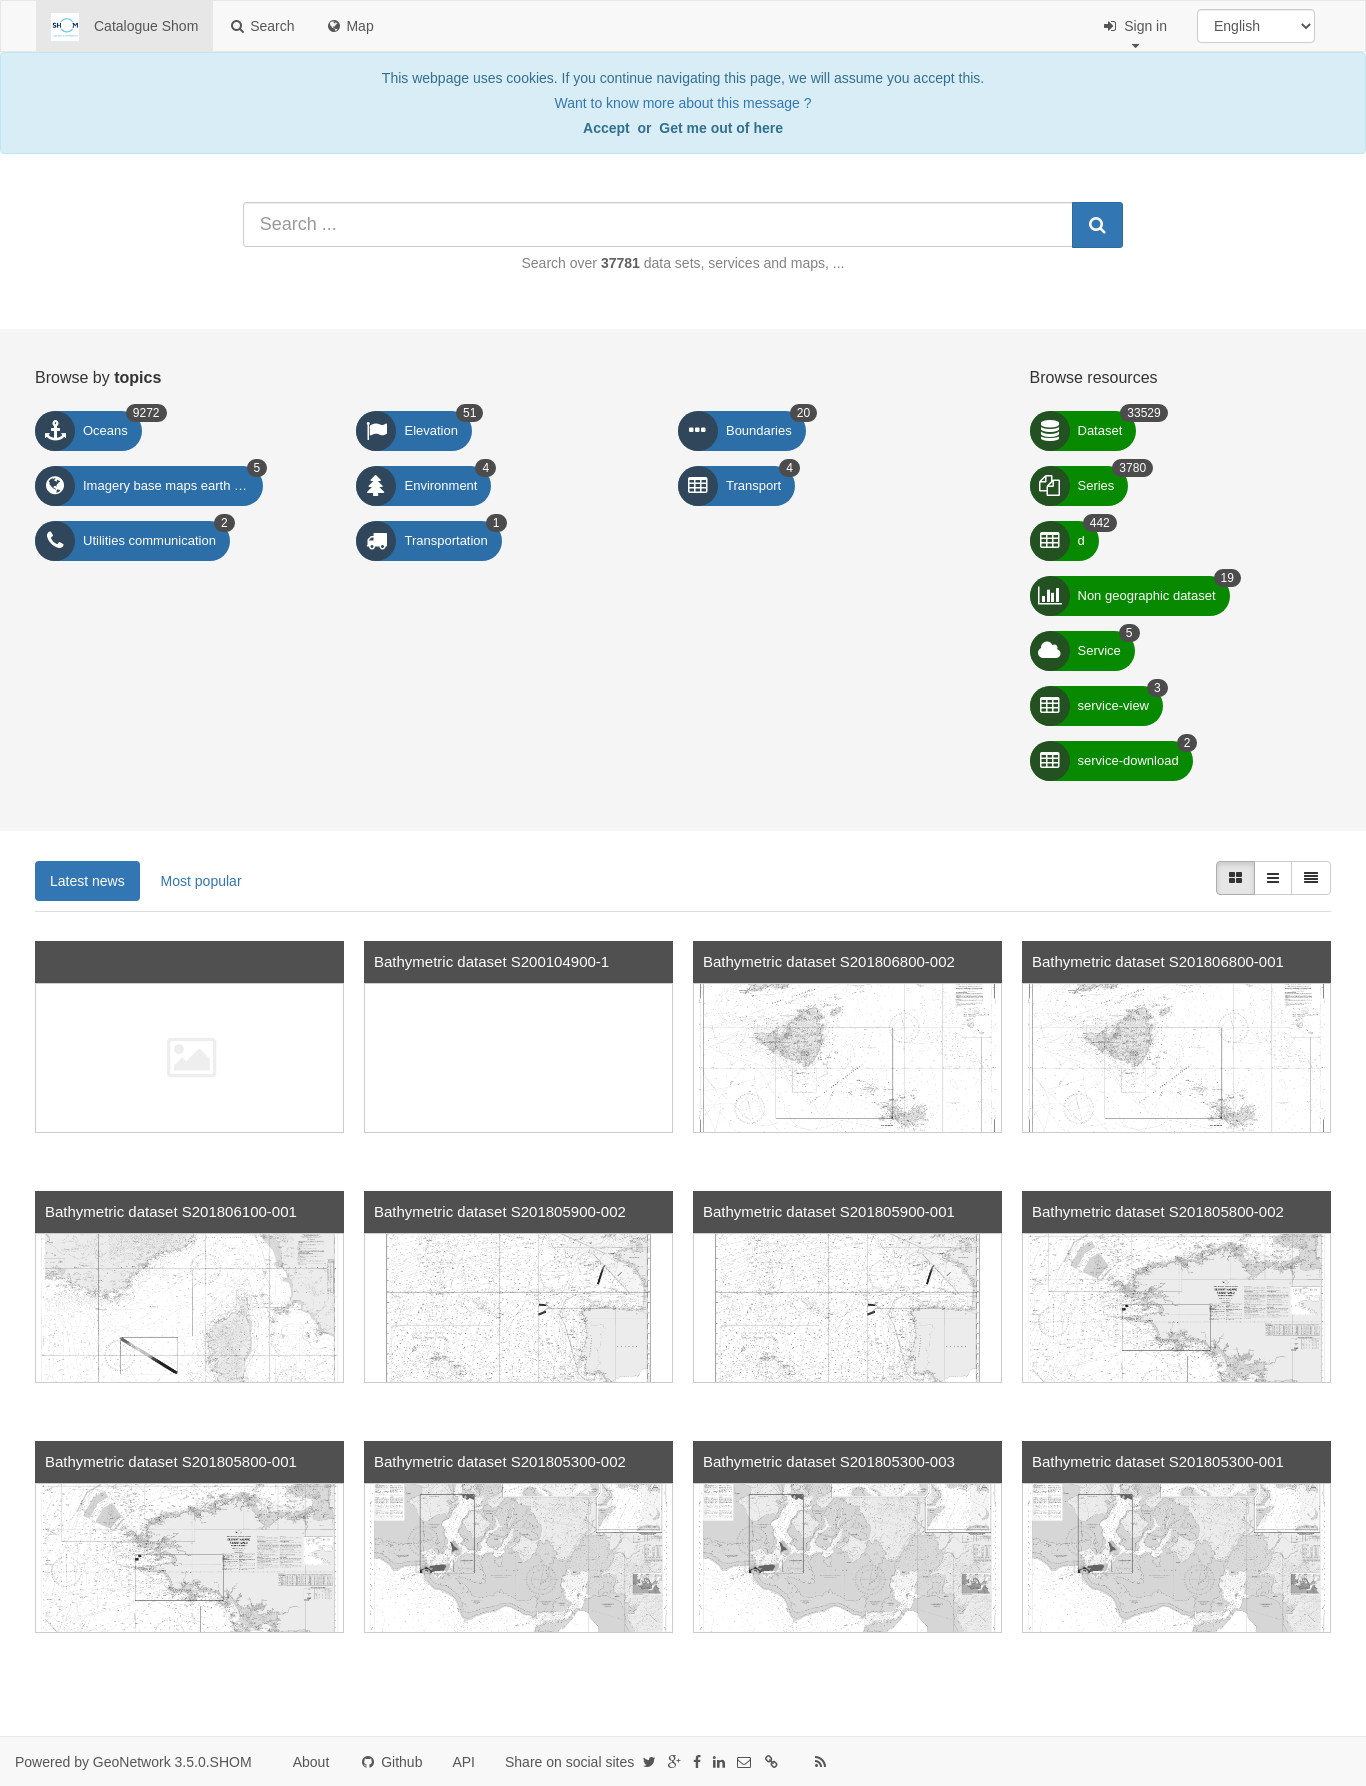 SHOM Catalogue Shom Search Map Sign in English
This webpage uses cookies. If you continue navigating this page, we will assume you accept this.
Want to know more about this message ?
Accept or Get me out of here
Search ...
Search over 37781 data sets, services and maps, ...
Browse by topics
Oceans 9272
Elevation 51
Boundaries 20
Imagery base maps earth … 5
Environment 4
Transport 4
Utilities communication 2
Transportation 1
Browse resources
Dataset 33529
Series 3780
d 442
Non geographic dataset 19
Service 5
service-view 3
service-download 2
Latest news Most popular
Bathymetric dataset S200104900-1
Bathymetric dataset S201806800-002
Bathymetric dataset S201806800-001
Bathymetric dataset S201806100-001
Bathymetric dataset S201805900-002
Bathymetric dataset S201805900-001
Bathymetric dataset S201805800-002
Bathymetric dataset S201805800-001
Bathymetric dataset S201805300-002
Bathymetric dataset S201805300-003
Bathymetric dataset S201805300-001
Powered by GeoNetwork 3.5.0.SHOM About Github API Share on social sites